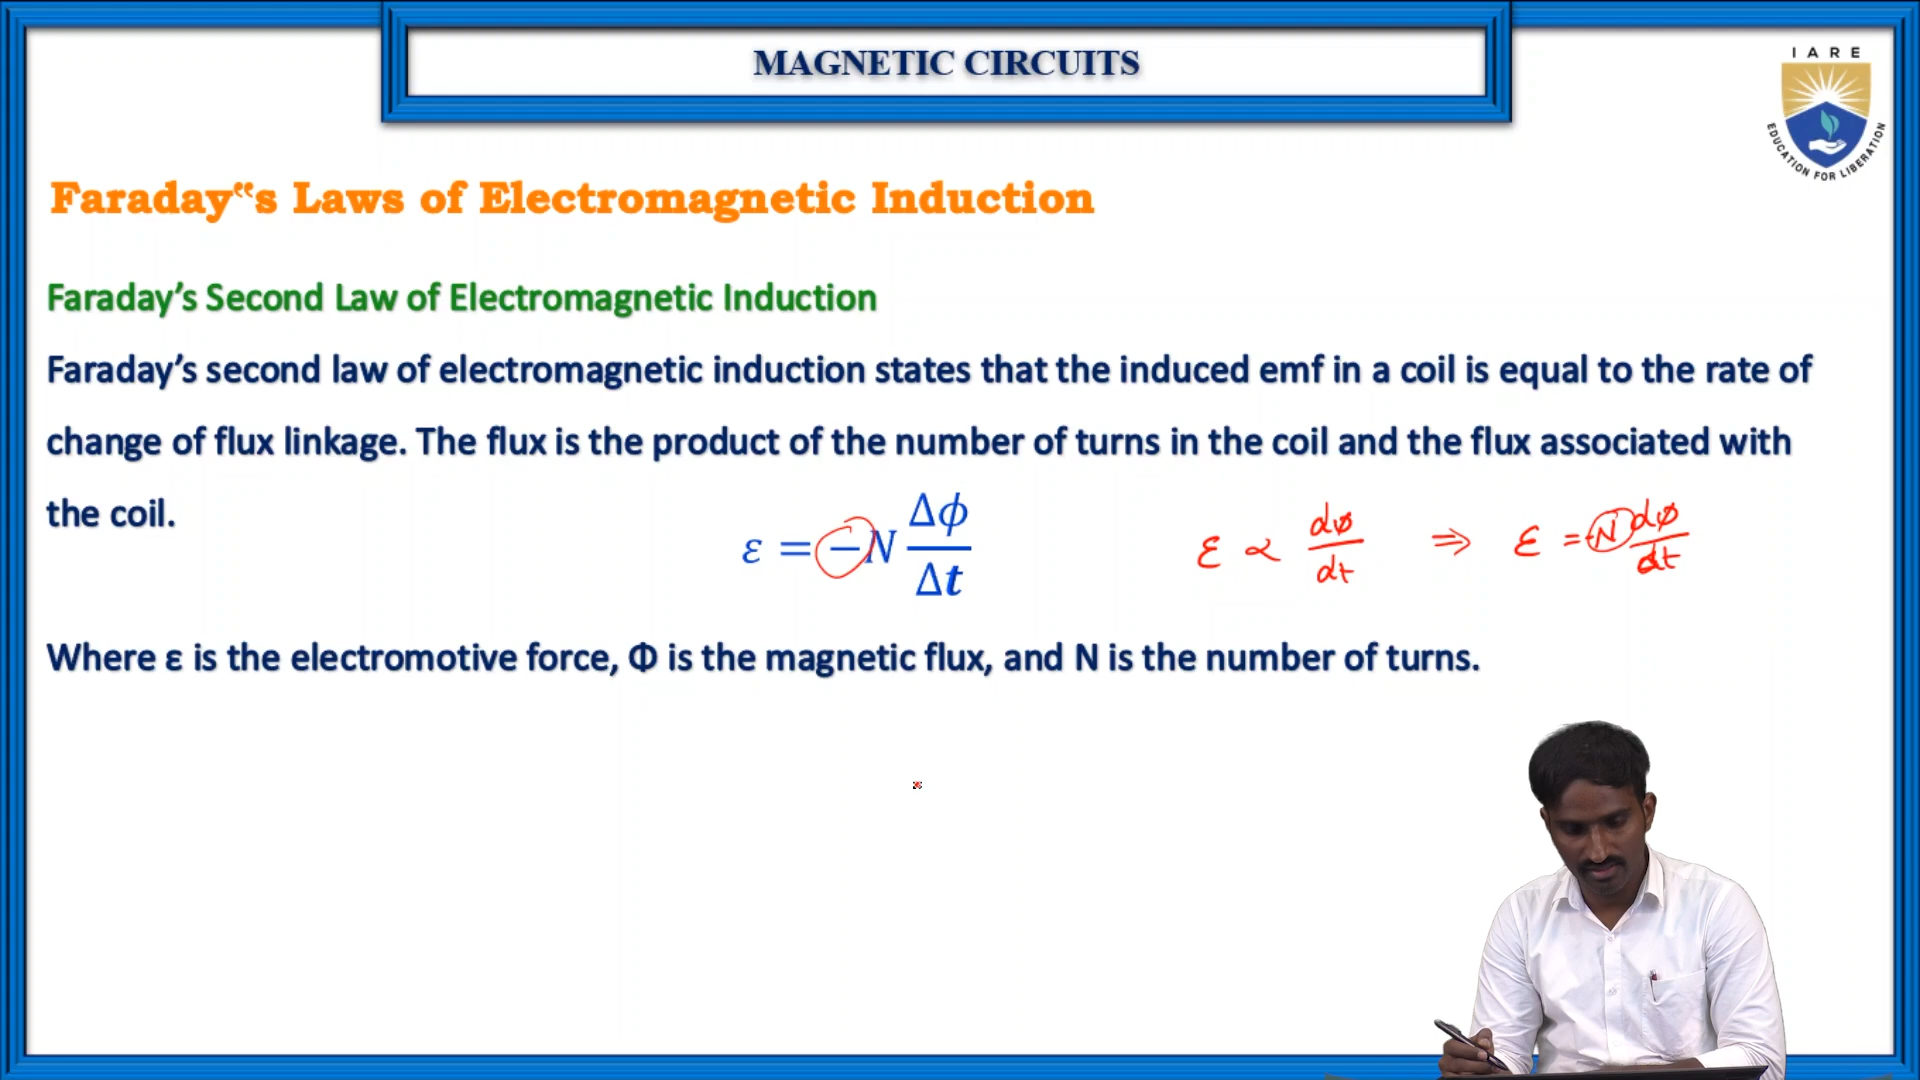 MAGNETIC CIRCUITS
I A R E
EDUCATION FOR LIBERATION
Faraday‟s Laws of Electromagnetic Induction
Faraday’s Second Law of Electromagnetic Induction
Faraday’s second law of electromagnetic induction states that the induced emf in a coil is equal to the rate of
change of flux linkage. The flux is the product of the number of turns in the coil and the flux associated with
the coil.
ε = −N Δϕ/Δt
ε ∝ dφ/dt ⇒ ε = -N dφ/dt
Where ε is the electromotive force, Φ is the magnetic flux, and N is the number of turns.